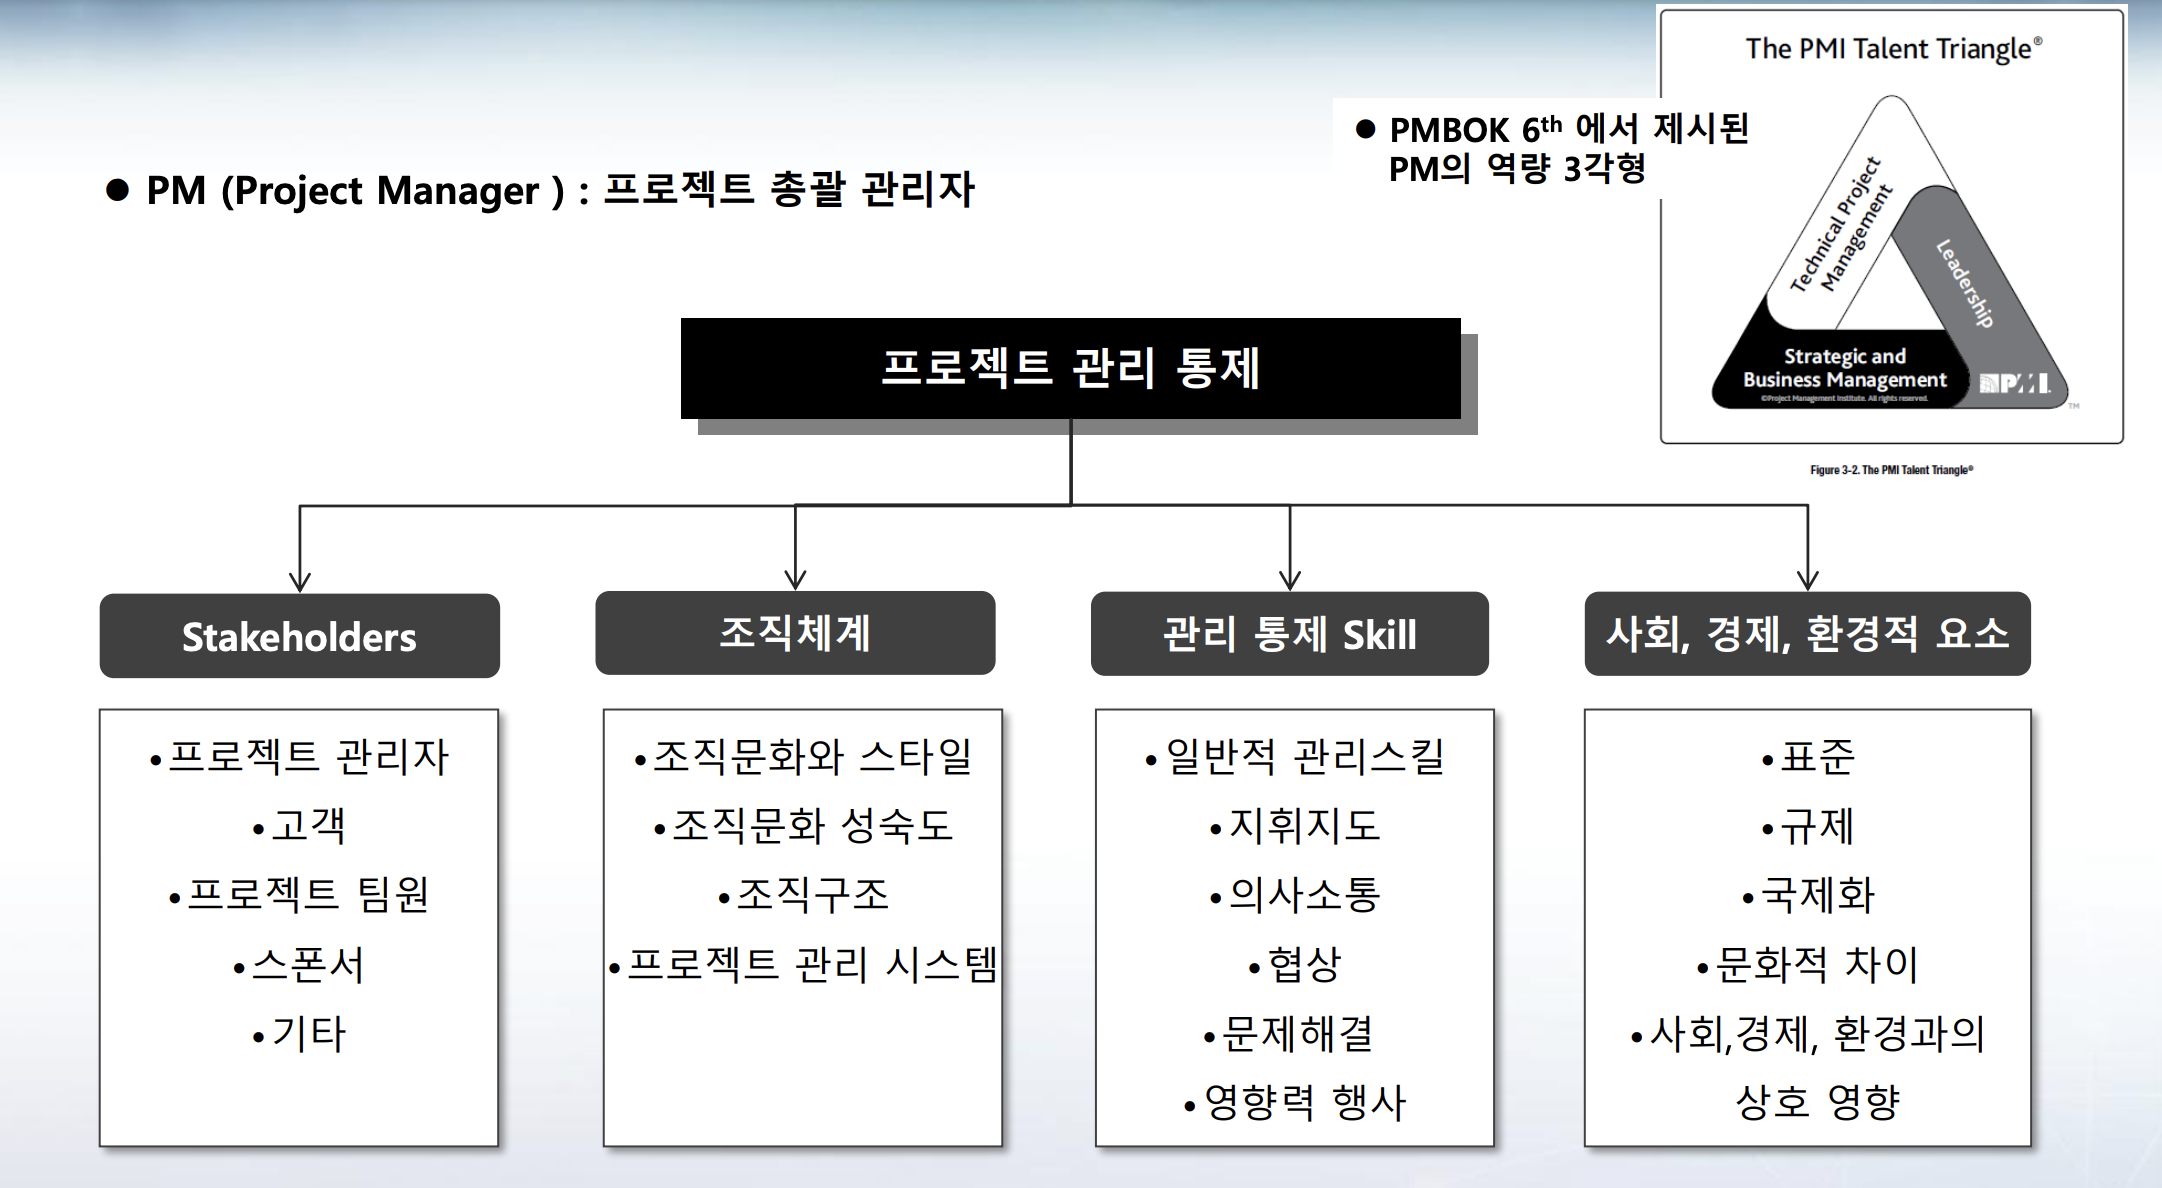 The PMI Talent Triangle®
● PMBOK 6th 에서 제시된
PM의 역량 3각형
● PM (Project Manager ) : 프로젝트 총괄 관리자
Technical Project
Management
Leadership
Strategic and
Business Management
©Project Management Institute. All rights reserved.
PMI.
TM
Figure 3-2. The PMI Talent Triangle®
프로젝트 관리 통제
Stakeholders
•프로젝트 관리자
•고객
•프로젝트 팀원
•스폰서
•기타
조직체계
•조직문화와 스타일
•조직문화 성숙도
•조직구조
•프로젝트 관리 시스템
관리 통제 Skill
•일반적 관리스킬
•지휘지도
•의사소통
•협상
•문제해결
•영향력 행사
사회, 경제, 환경적 요소
•표준
•규제
•국제화
•문화적 차이
•사회,경제, 환경과의
상호 영향